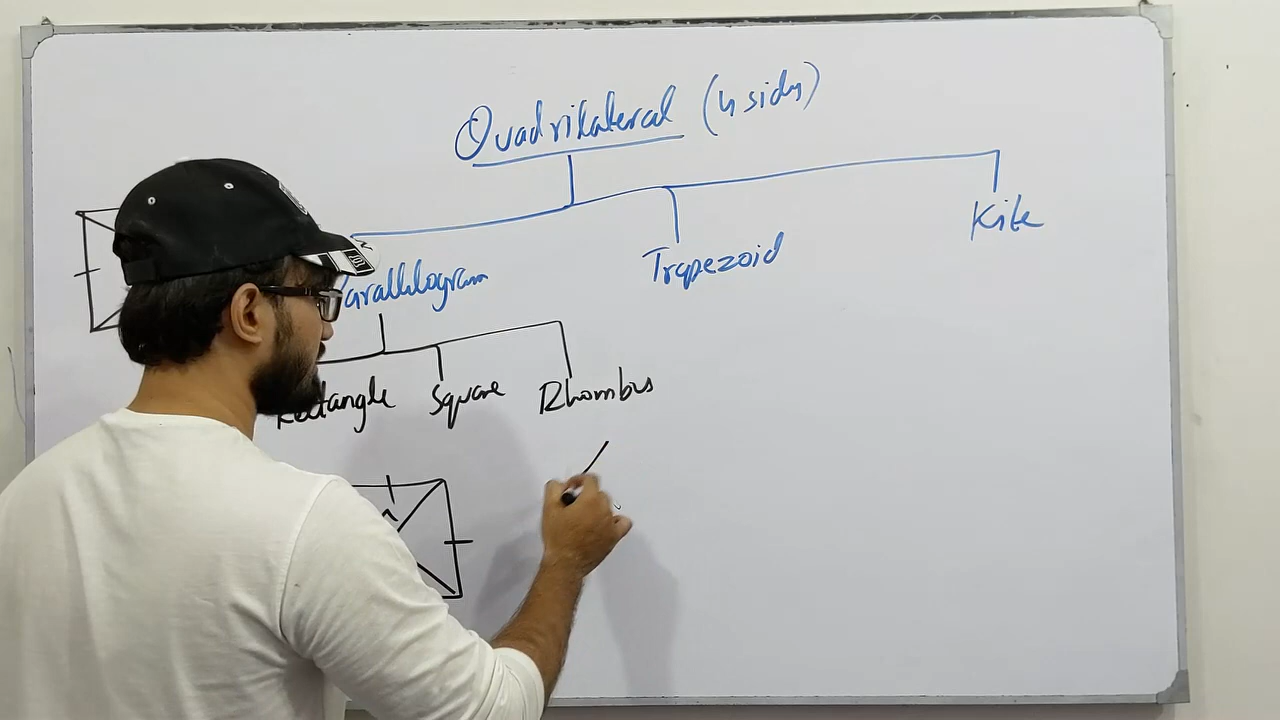 Quadrilateral (4 sides)
Parallelogram Trapezoid Kite
Rectangle Square Rhombus